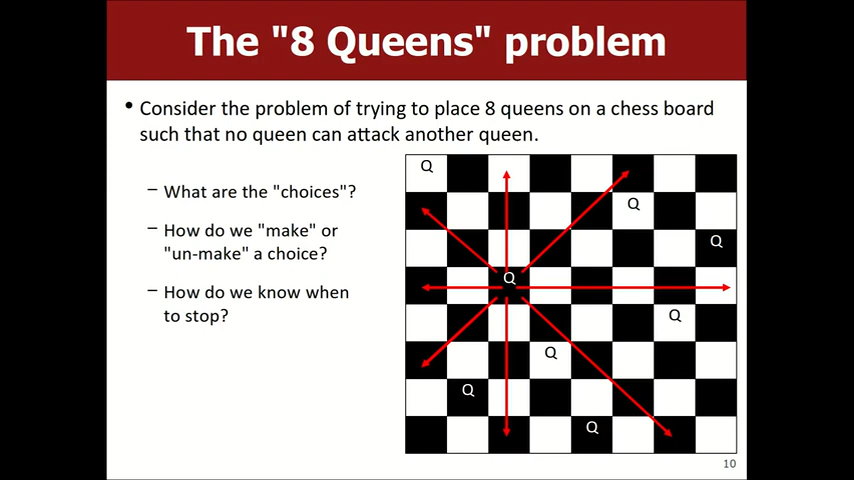 The "8 Queens" problem
• Consider the problem of trying to place 8 queens on a chess board
such that no queen can attack another queen.
– What are the "choices"?
– How do we "make" or
"un-make" a choice?
– How do we know when
to stop?
Q
Q
Q
Q
Q
Q
Q
Q
10